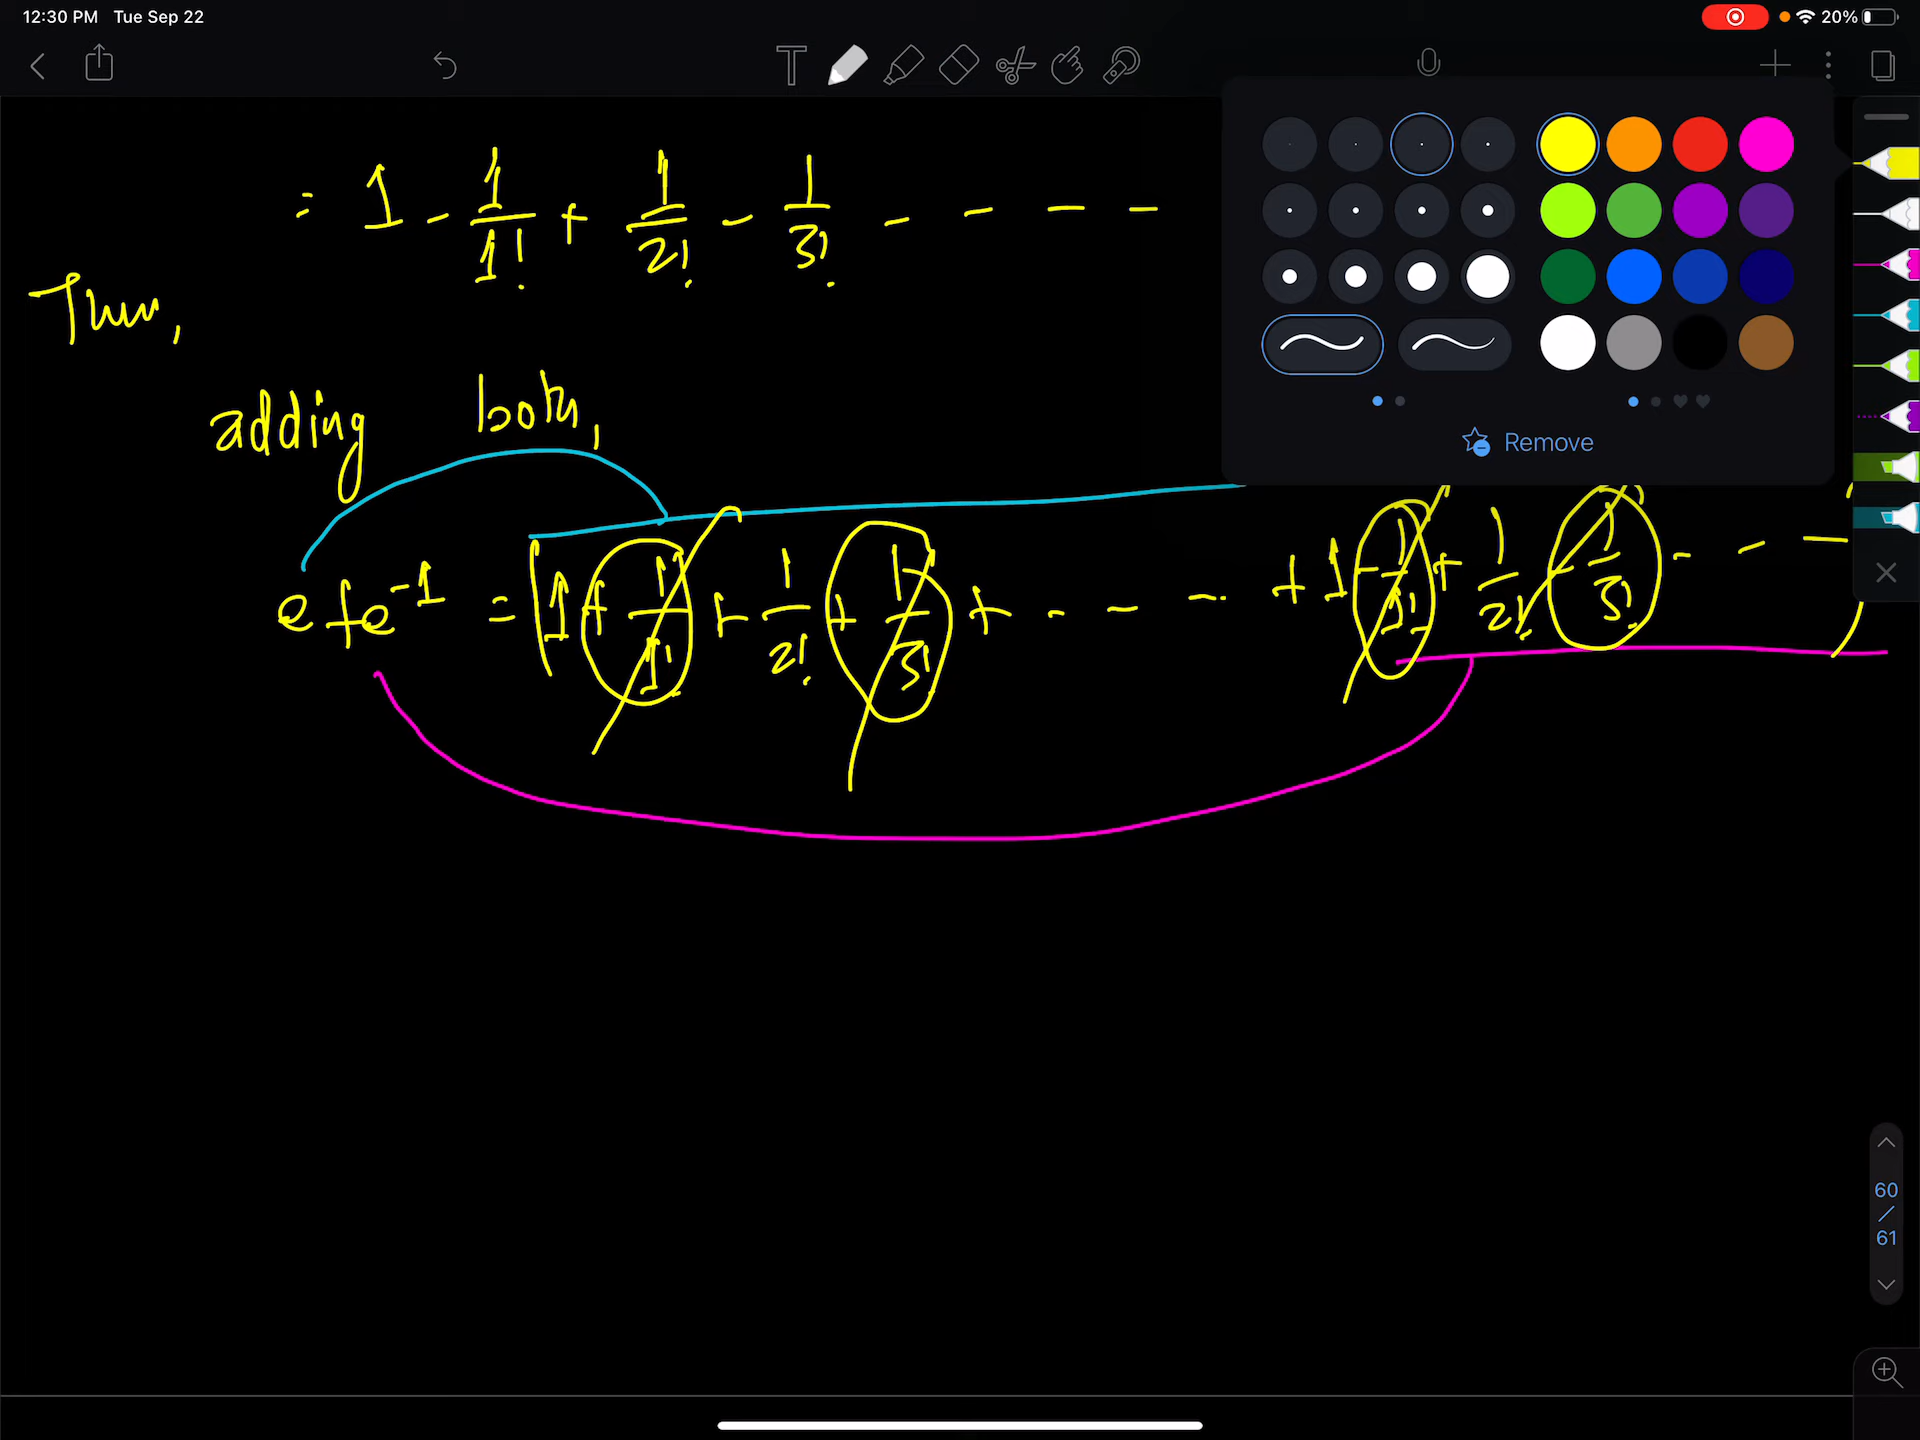 12:30 PM Tue Sep 22 20%
T
= 1 - 1/1! + 1/2! - 1/3! - - - -
Then,
adding both,
e + e^-1 = (1 + 1/1! + 1/2! + 1/3! + - - - + 1 - 1/1! + 1/2! - 1/3! - - - )
Remove
60
/
61